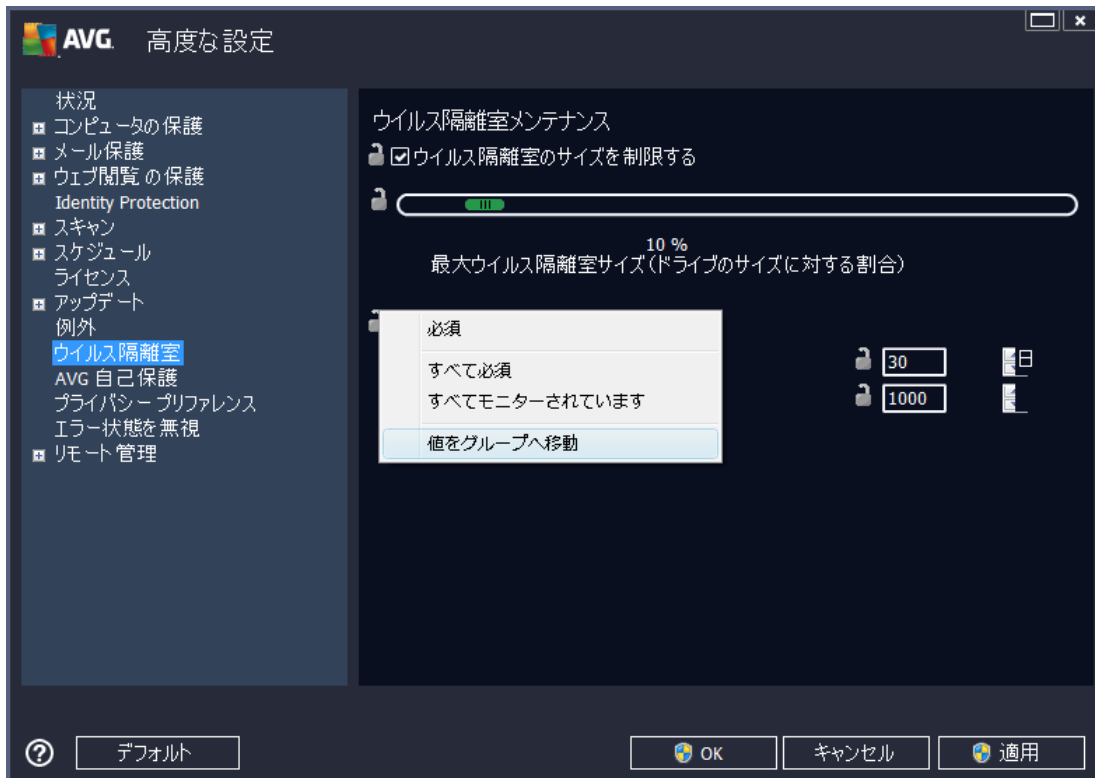 AVG. 高度な設定
状況
コンピュータの保護
メール保護
ウェブ閲覧 の保護
Identity Protection
スキャン
スケジュール
ライセンス
アップデート
例外
ウイルス隔離室
AVG 自己保護
プライバシー プリファレンス
エラー状態を無視
リモート管理
ウイルス隔離室メンテナンス
ウイルス隔離室のサイズを制限する
10 %
最大ウイルス隔離室サイズ(ドライブのサイズに対する割合)
必須
すべて必須
すべてモニターされています
値をグループへ移動
30 日
1000
デフォルト
OK
キャンセル
適用